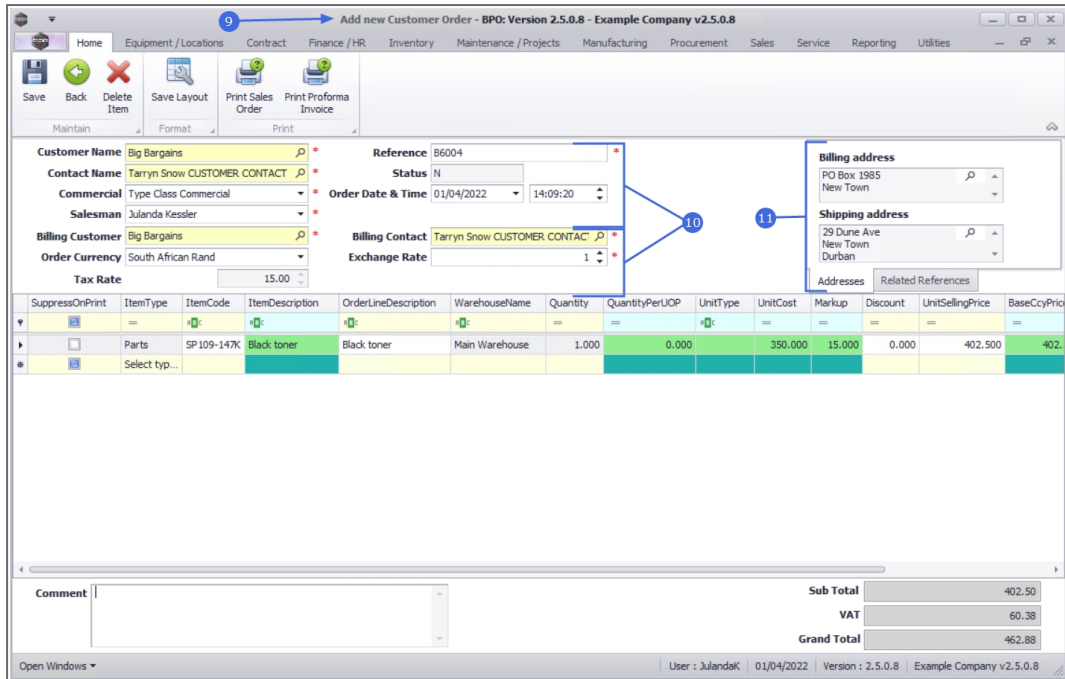 9
Add new Customer Order - BPO: Version 2.5.0.8 - Example Company v2.5.0.8
Home Equipment / Locations Contract Finance / HR Inventory Maintenance / Projects Manufacturing Procurement Sales Service Reporting Utilities
Save Back Delete Item Save Layout Print Sales Order Print Proforma Invoice
Maintain Format Print
Customer Name Big Bargains * Reference B6004 *
Contact Name Tarryn Snow CUSTOMER CONTACT * Status N
Commercial Type Class Commercial * Order Date & Time 01/04/2022 14:09:20
Salesman Julanda Kessler *
Billing Customer Big Bargains * Billing Contact Tarryn Snow CUSTOMER CONTAC *
Order Currency South African Rand Exchange Rate 1 *
Tax Rate 15.00
10
11
Billing address
PO Box 1985
New Town
Shipping address
29 Dune Ave
New Town
Durban
Addresses Related References
SuppressOnPrint ItemType ItemCode ItemDescription OrderLineDescription WarehouseName Quantity QuantityPerUOP UnitType UnitCost Markup Discount UnitSellingPrice BaseCcyPric
Parts SP109-147K Black toner Black toner Main Warehouse 1.000 0.000 350.000 15.000 0.000 402.500 402.
Select typ...
Comment
Sub Total 402.50
VAT 60.38
Grand Total 462.88
Open Windows User : JulandaK 01/04/2022 Version : 2.5.0.8 Example Company v2.5.0.8